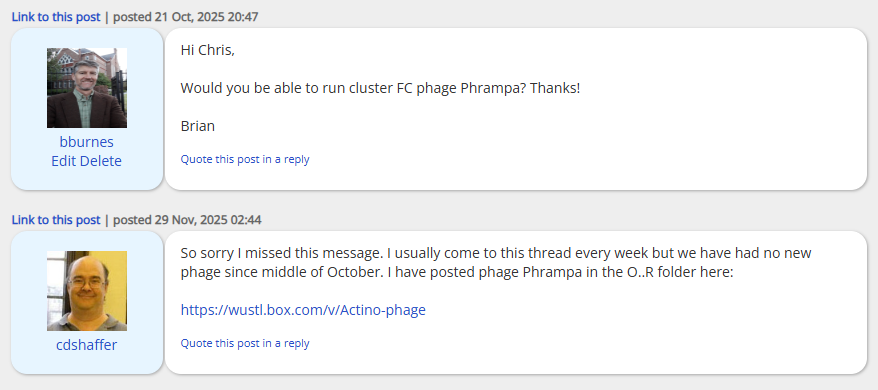 Link to this post | posted 21 Oct, 2025 20:47
Hi Chris,
Would you be able to run cluster FC phage Phrampa? Thanks!
Brian
bburnes
Edit Delete
Quote this post in a reply
Link to this post | posted 29 Nov, 2025 02:44
So sorry I missed this message. I usually come to this thread every week but we have had no new
phage since middle of October. I have posted phage Phrampa in the O..R folder here:
https://wustl.box.com/v/Actino-phage
cdshaffer
Quote this post in a reply